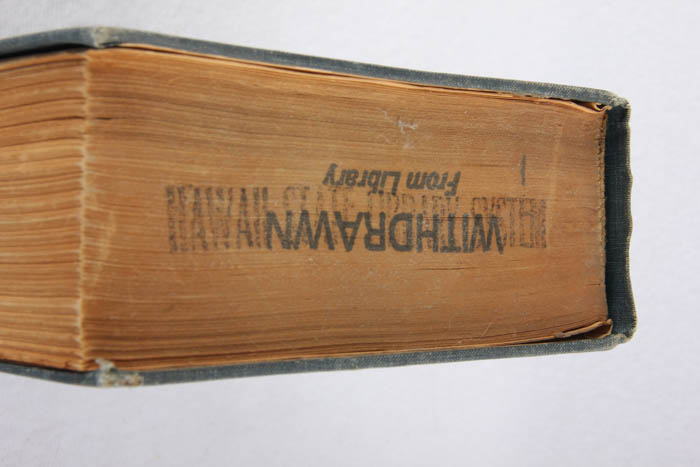 HAWAII STATE LIBRARY SYSTEM
WITHDRAWN
From Library